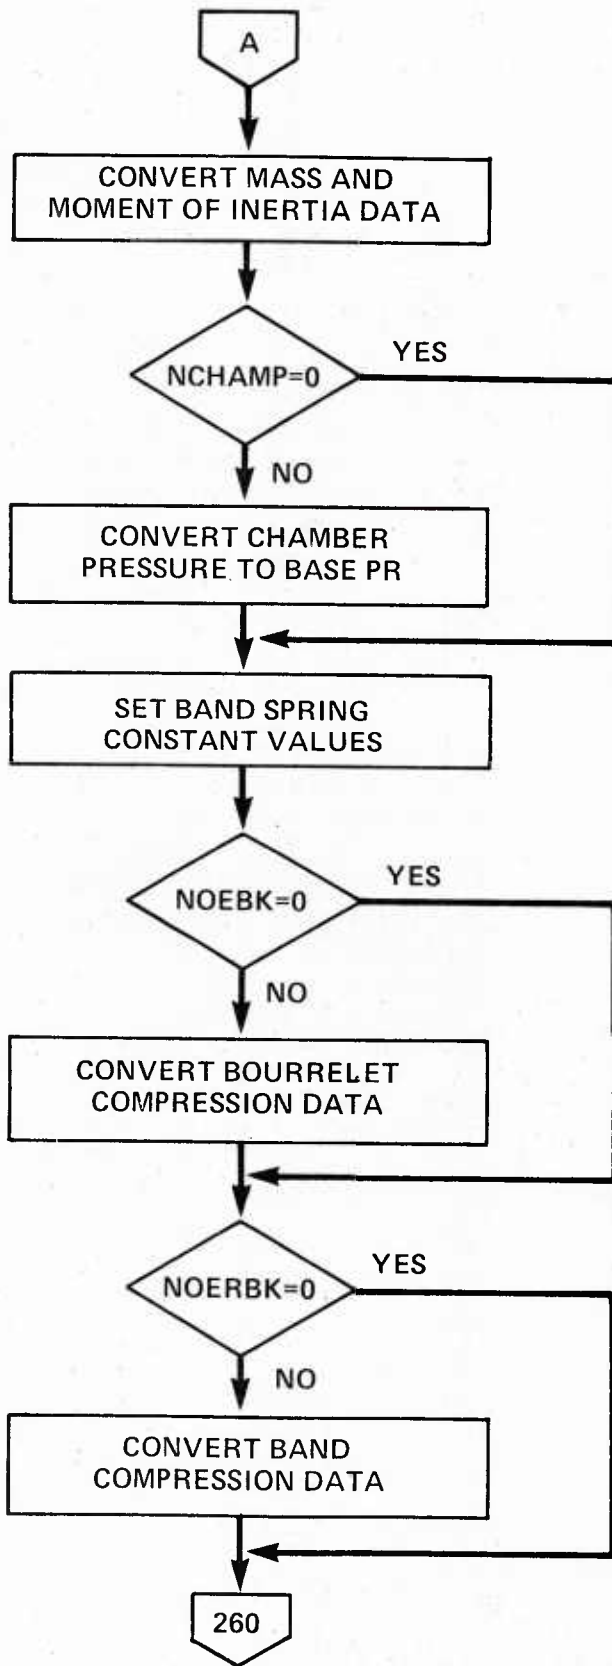 A
CONVERT MASS AND
MOMENT OF INERTIA DATA
NCHAMP=0
YES
NO
CONVERT CHAMBER
PRESSURE TO BASE PR
SET BAND SPRING
CONSTANT VALUES
NOEBK=0
YES
NO
CONVERT BOURRELET
COMPRESSION DATA
NOERBK=0
YES
NO
CONVERT BAND
COMPRESSION DATA
260